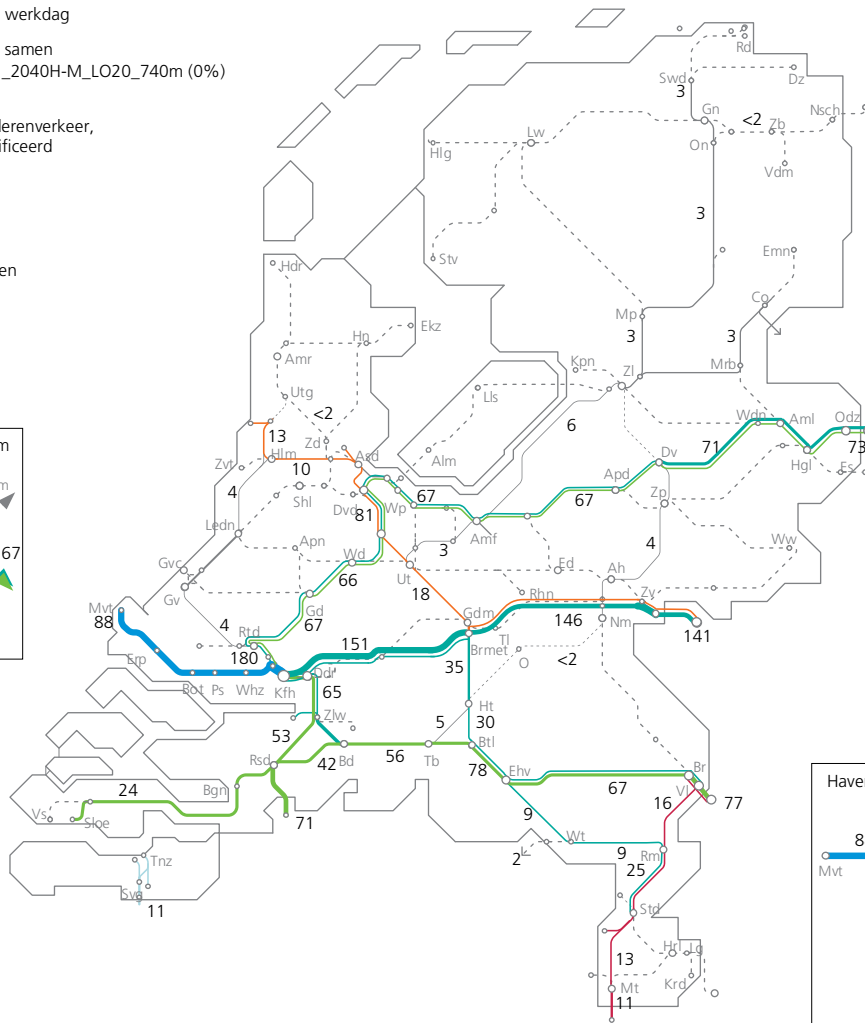 werkdag
samen
_2040H-M_LO20_740m (0%)
erenverkeer,
ificeerd
en
m
m
67
Rd
Swd
Dz
3
Gn
<2
Zb
Nsch
On
Vdm
Hlg
Lw
3
Stv
Emn
Hdr
Co
Mp
Ekz
Hn
3
3
Amr
Kpn
Zl
Mrb
Utg
Lls
<2
6
Wdn
Aml
Odz
13
Zd
Hlm
Asd
Alm
Dv
71
73
Zvt
10
Hgl
Es
4
Shl
Apd
67
67
Zp
Dvd
Wp
81
Ledn
Amf
Apn
3
4
Ww
Wd
Gvc
66
Ut
Ed
Ah
Gv
18
Rhn
Zv
Mvt
Gd
67
Gdm
88
4
Rtd
Tl
146
Nm
141
180
151
Brmet
Erp
O
<2
Ddr
35
Bot
Ps
Whz
Kfh
65
Zlw
Ht
5
30
53
Btl
Rsd
42
Bd
56
Tb
78
Ehv
Br
67
Bgn
24
Vl
77
16
Vs
Sloe
71
9
Wt
9
Rm
2
25
Tnz
Svg
11
Std
Hrl
Lg
13
Krd
Mt
11
Haven
8
Mvt